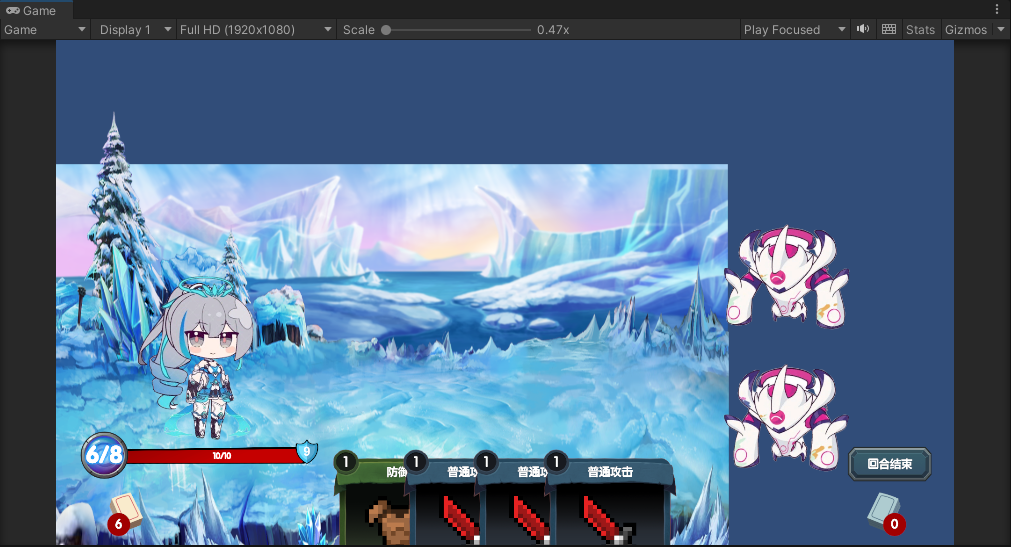 Game
Game Display 1 Full HD (1920x1080) Scale 0.47x Play Focused Stats Gizmos
6/8 10/10 9
1 防御 1 普通攻 1 普通攻 1 普通攻击
回合结束
6 0